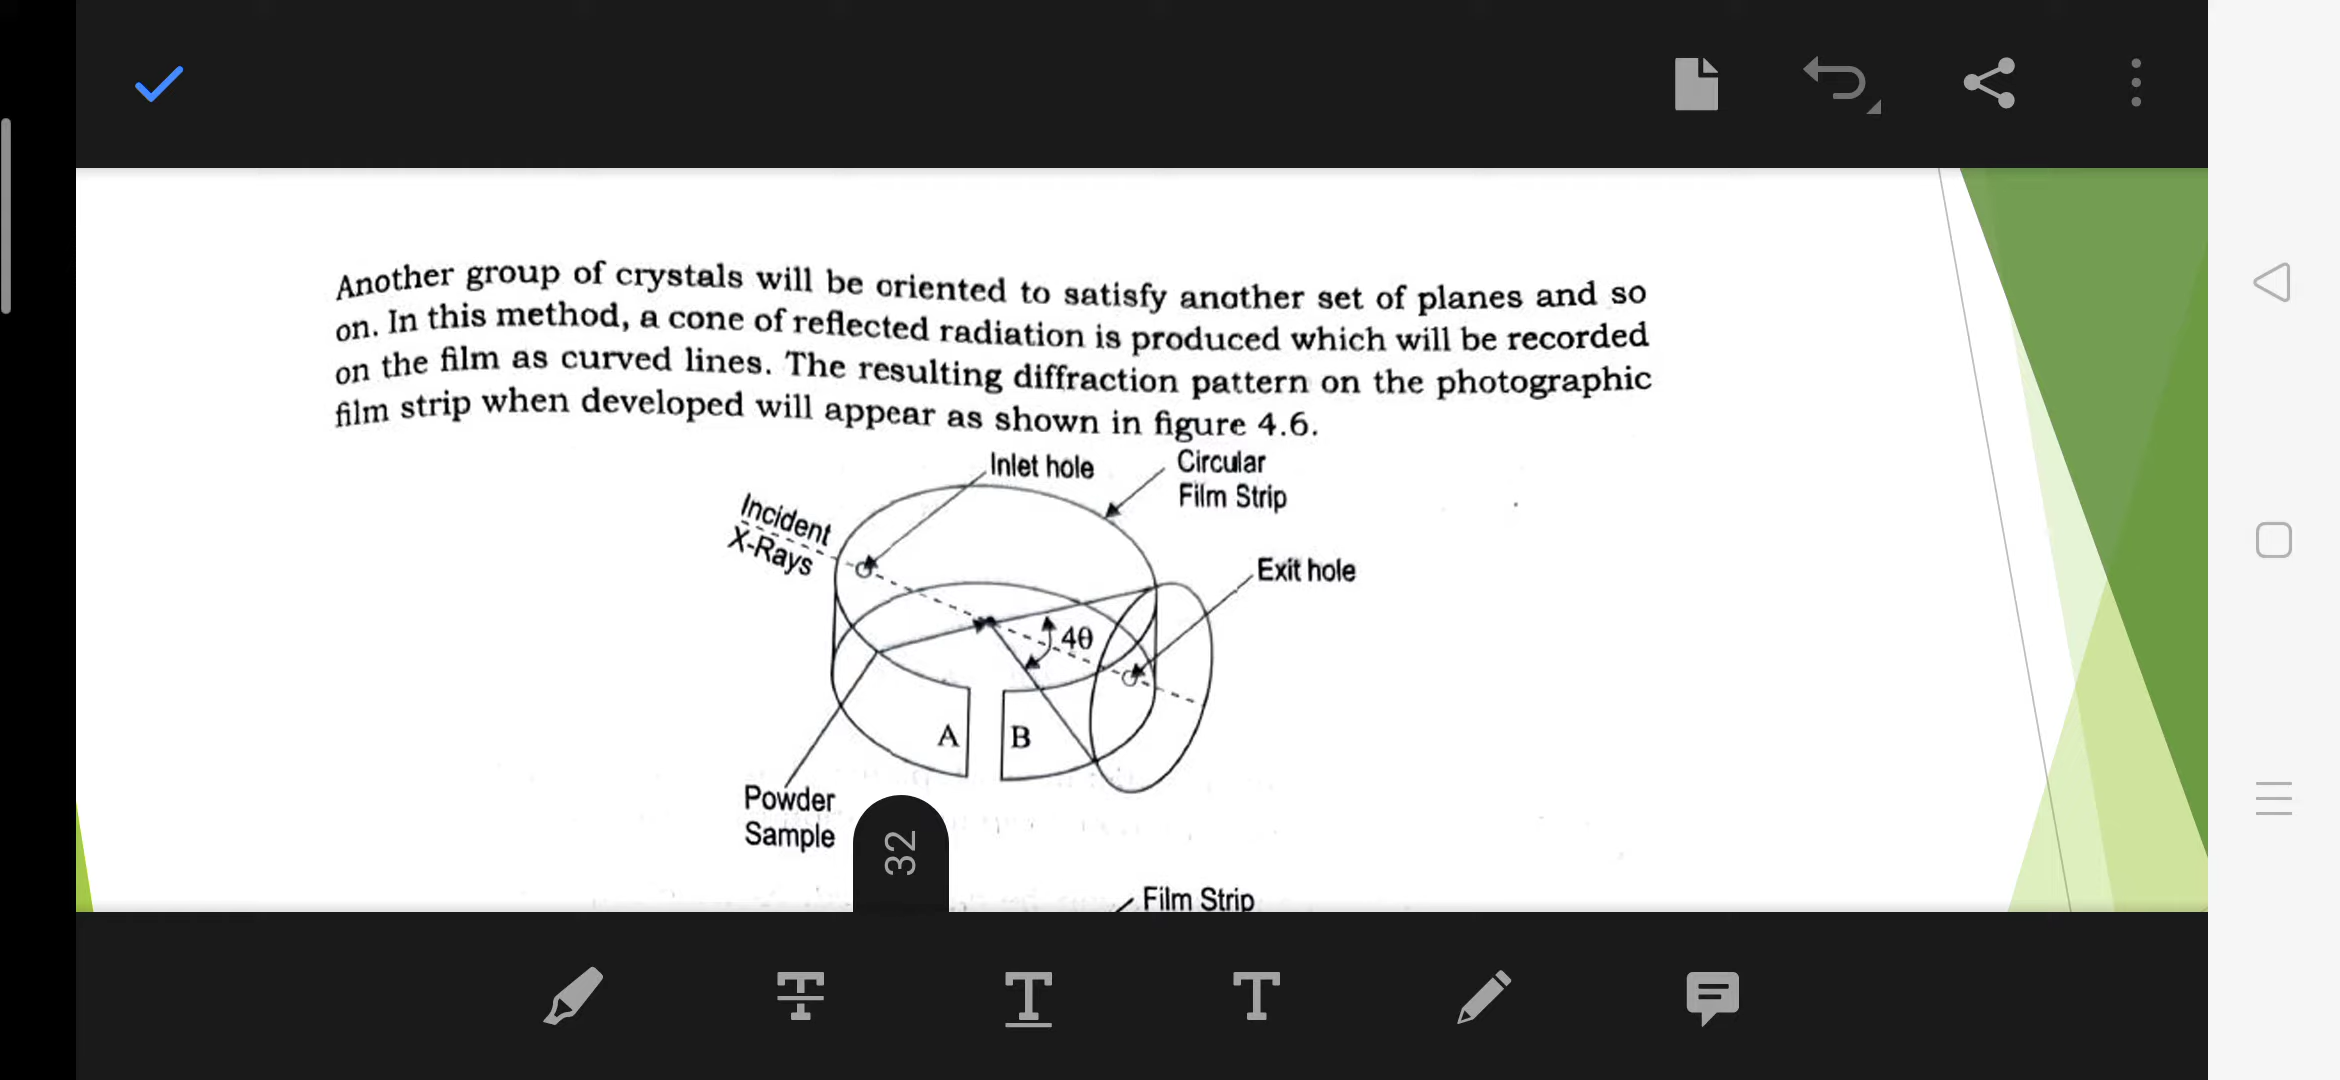 Another group of crystals will be oriented to satisfy another set of planes and so
on. In this method, a cone of reflected radiation is produced which will be recorded
on the film as curved lines. The resulting diffraction pattern on the photographic
film strip when developed will appear as shown in figure 4.6.
Inlet hole
Circular
Film Strip
Incident
X-Rays
Exit hole
4θ
A
B
Powder
Sample
32
Film Strip